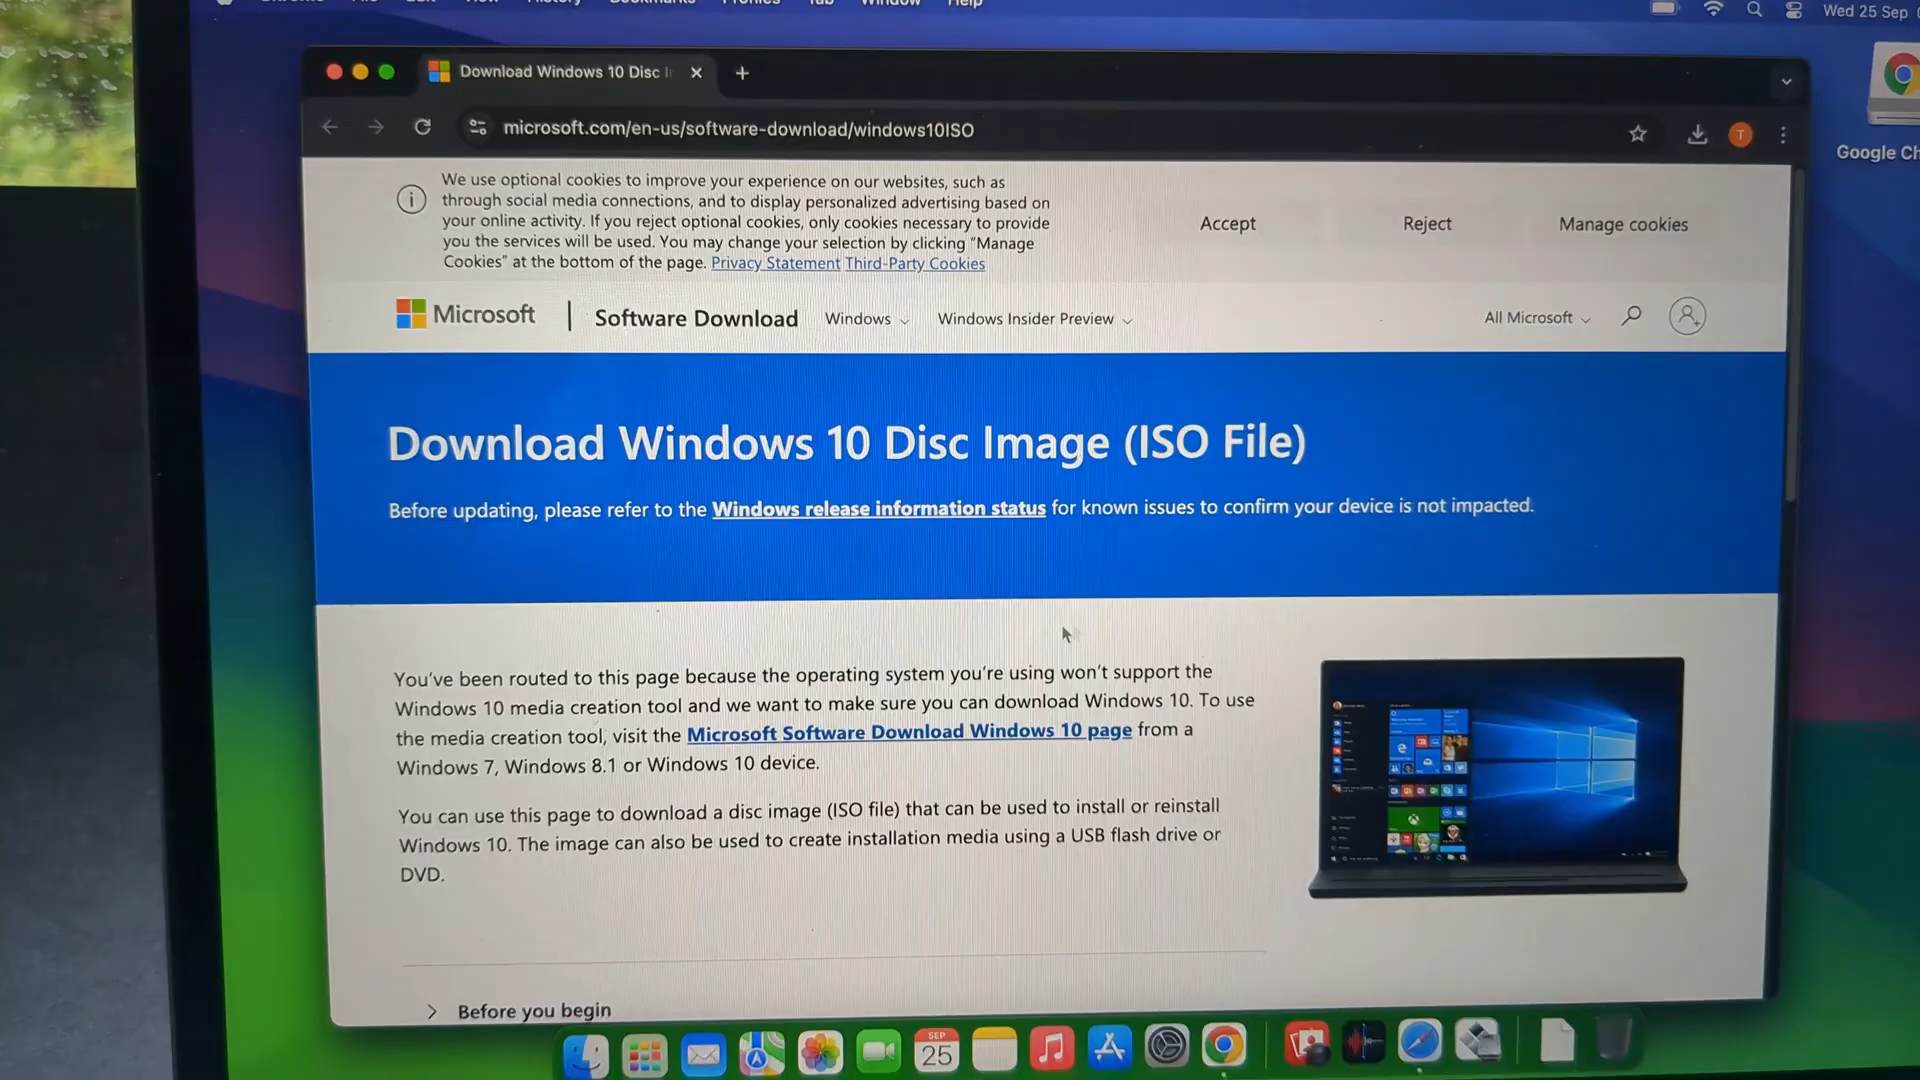 File Edit View History Bookmarks Profiles Tab Window Help
Wed 25 Sep
Download Windows 10 Disc
microsoft.com/en-us/software-download/windows10ISO
T
Google Ch
We use optional cookies to improve your experience on our websites, such as
through social media connections, and to display personalized advertising based on
your online activity. If you reject optional cookies, only cookies necessary to provide
you the services will be used. You may change your selection by clicking "Manage
Cookies" at the bottom of the page. Privacy Statement Third-Party Cookies
Accept
Reject
Manage cookies
Microsoft
Software Download
Windows
Windows Insider Preview
All Microsoft
Download Windows 10 Disc Image (ISO File)
Before updating, please refer to the Windows release information status for known issues to confirm your device is not impacted.
You've been routed to this page because the operating system you're using won't support the
Windows 10 media creation tool and we want to make sure you can download Windows 10. To use
the media creation tool, visit the Microsoft Software Download Windows 10 page from a
Windows 7, Windows 8.1 or Windows 10 device.
You can use this page to download a disc image (ISO file) that can be used to install or reinstall
Windows 10. The image can also be used to create installation media using a USB flash drive or
DVD.
Before you begin
SEP
25